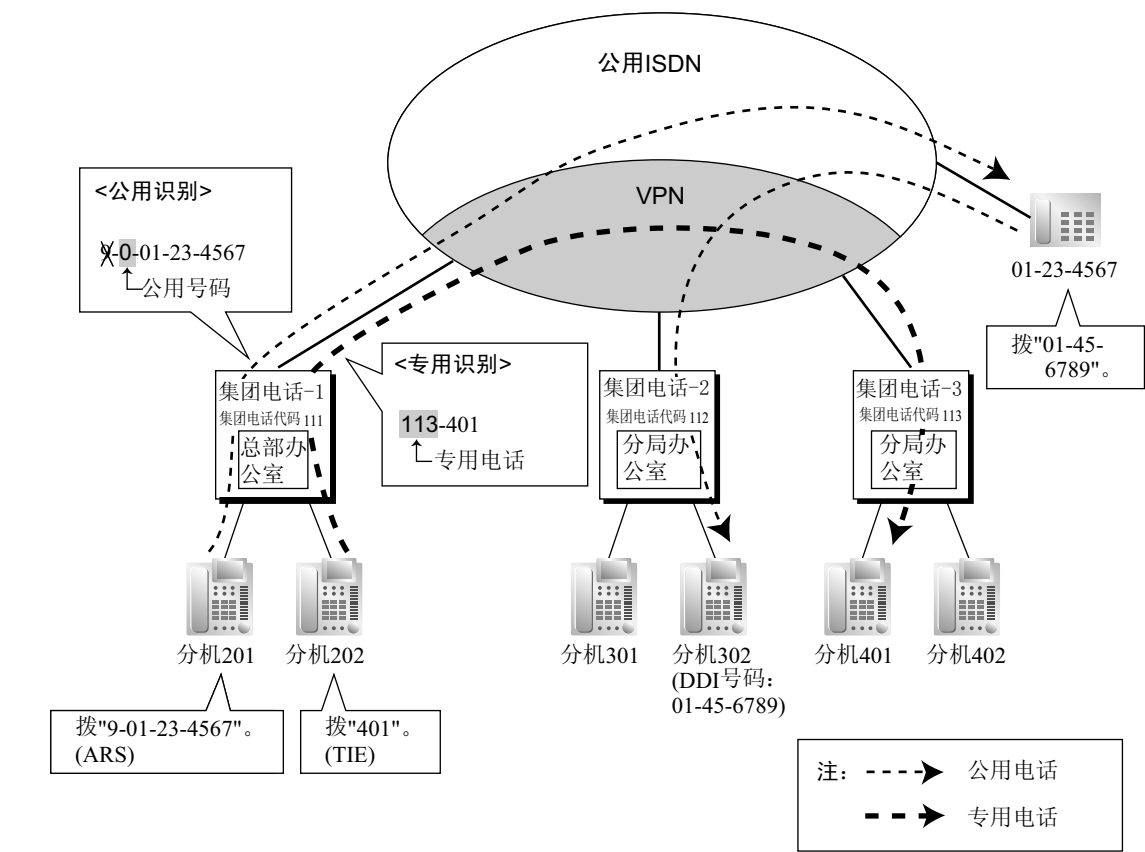 公用ISDN
VPN
<公用识别>
9-0-01-23-4567
公用号码
01-23-4567
拨"01-45-
6789"。
<专用识别>
113-401
专用电话
集团电话-1
集团电话代码 111
总部办
公室
集团电话-2
集团电话代码 112
分局办
公室
集团电话-3
集团电话代码 113
分局办
公室
分机201
分机202
分机301
分机302
(DDI号码：
01-45-6789)
分机401
分机402
拨"9-01-23-4567"。
(ARS)
拨"401"。
(TIE)
注： 公用电话
专用电话